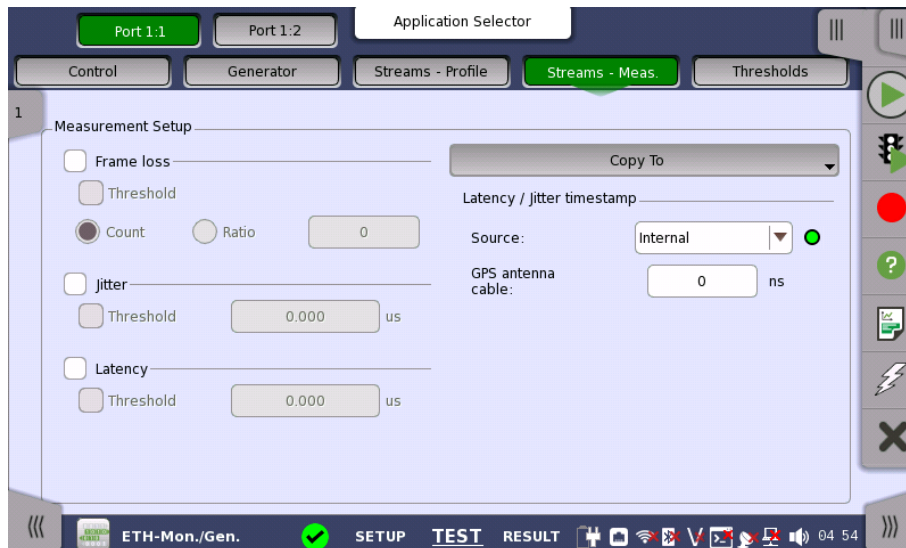 Application Selector
Port 1:1 Port 1:2
Control Generator Streams - Profile Streams - Meas. Thresholds
1
Measurement Setup
Frame loss
Copy To
Threshold
Latency / Jitter timestamp
Count Ratio 0
Source: Internal
GPS antenna
cable:
0 ns
Jitter
Threshold 0.000 us
Latency
Threshold 0.000 us
ETH-Mon./Gen. SETUP TEST RESULT 04 54